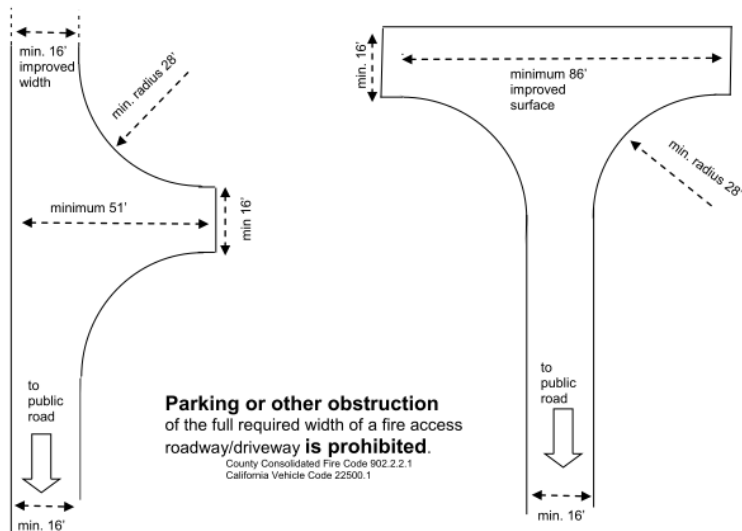 min. 16'
improved
width
min. radius 28'
minimum 51'
min 16'
to
public
road
min. 16'
min. 16'
minimum 86'
improved
surface
min. radius 28'
to
public
road
min. 16'
Parking or other obstruction
of the full required width of a fire access
roadway/driveway is prohibited.
County Consolidated Fire Code 902.2.2.1
California Vehicle Code 22500.1